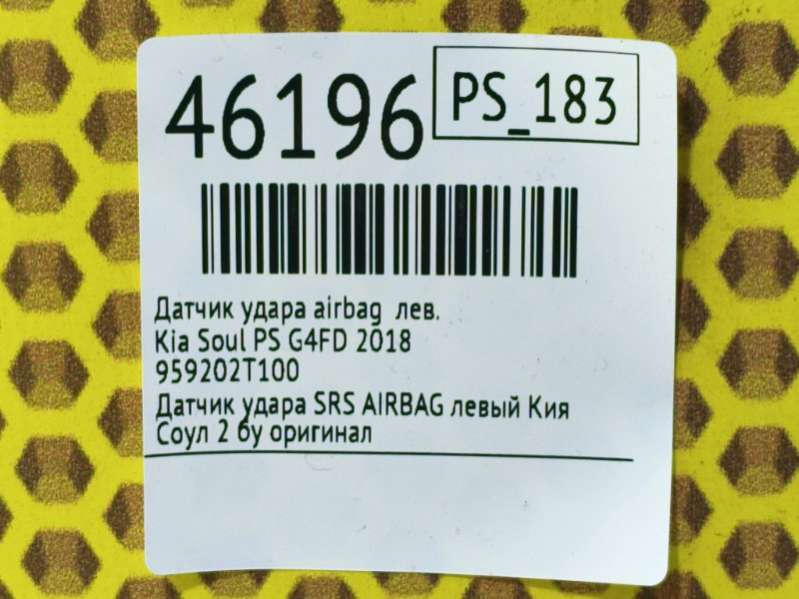 46196
PS_183
Датчик удара airbag лев.
Kia Soul PS G4FD 2018
959202T100
Датчик удара SRS AIRBAG левый Кия
Соул 2 бу оригинал